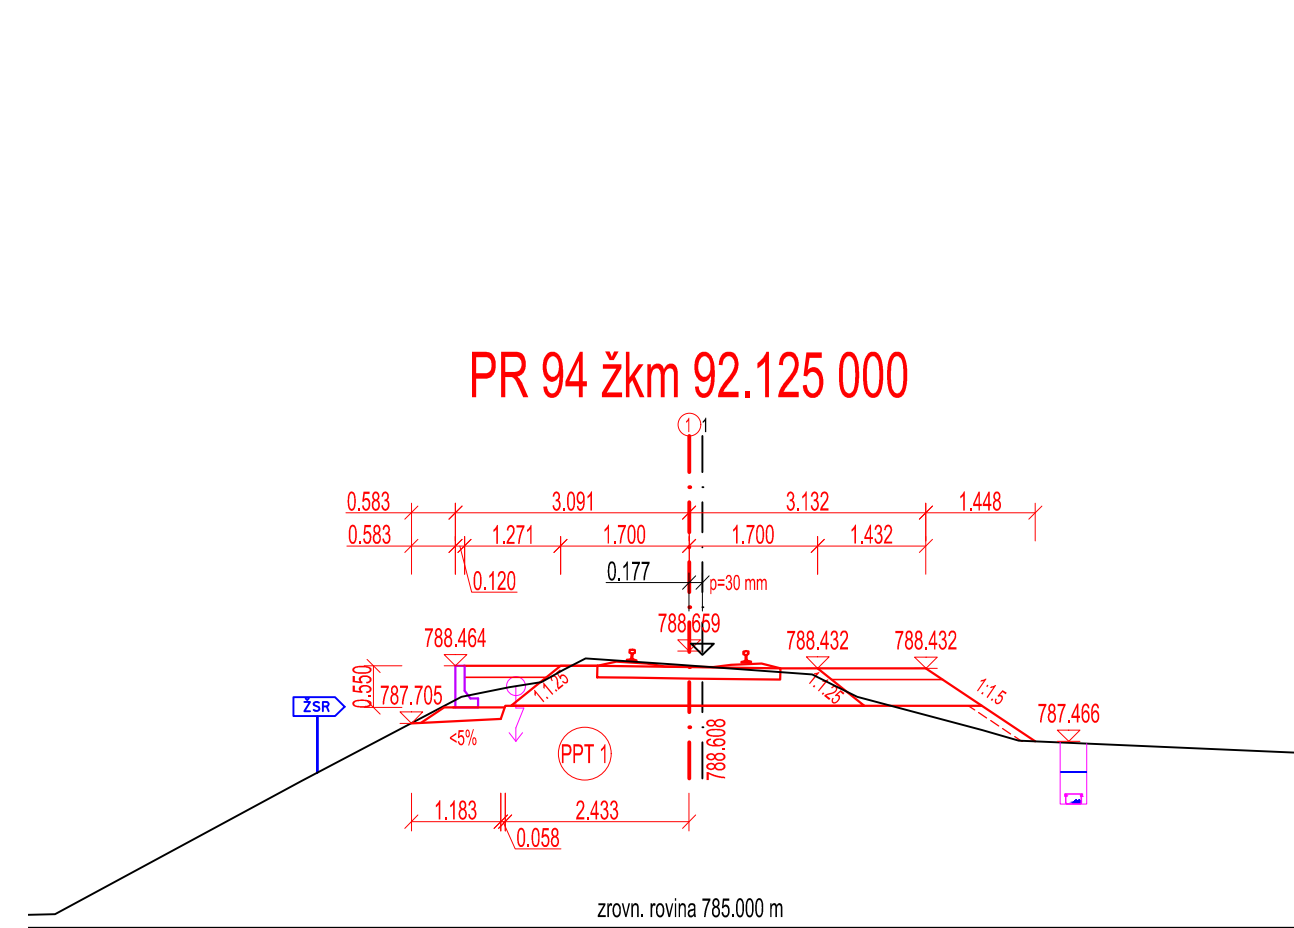 PR 94 žkm 92.125 000
1 1
0.583 3.091 3.132 1.448
0.583 1.271 1.700 1.700 1.432
0.120 0.177 p=30 mm
788.659
788.464 788.432 788.432
0.550 787.705 1:1.25 1:1.25 1:1.5
ŽSR 787.466
<5% PPT 1 788.608
1.183 2.433
0.058
zrovn. rovina 785.000 m